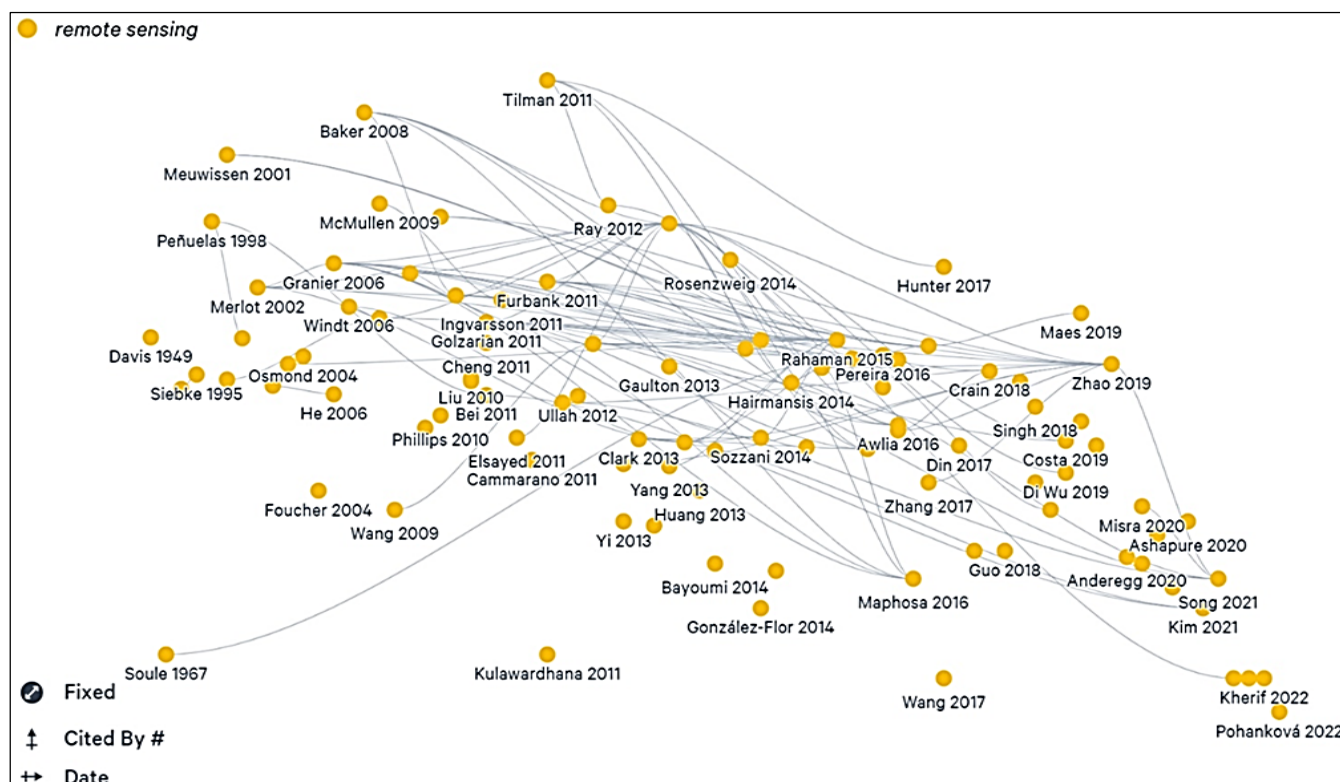 remote sensing
Tilman 2011
Baker 2008
Meuwissen 2001
McMullen 2009
Ray 2012
Peñuelas 1998
Rosenzweig 2014
Hunter 2017
Granier 2006
Merlot 2002
Furbank 2011
Windt 2006
Ingvarsson 2011
Maes 2019
Golzarian 2011
Davis 1949
Rahaman 2015
Cheng 2011
Pereira 2016
Osmond 2004
Gaulton 2013
Crain 2018
Zhao 2019
Siebke 1995
Liu 2010
Hairmansis 2014
He 2006
Bei 2011
Ullah 2012
Singh 2018
Phillips 2010
Awlia 2016
Elsayed 2011
Clark 2013
Sozzani 2014
Din 2017
Costa 2019
Cammarano 2011
Yang 2013
Di Wu 2019
Foucher 2004
Zhang 2017
Huang 2013
Misra 2020
Wang 2009
Yi 2013
Ashapure 2020
Guo 2018
Anderegg 2020
Bayoumi 2014
Maphosa 2016
Song 2021
González-Flor 2014
Kim 2021
Soule 1967
Kulawardhana 2011
Fixed
Wang 2017
Kherif 2022
Pohanková 2022
Cited By #
Date